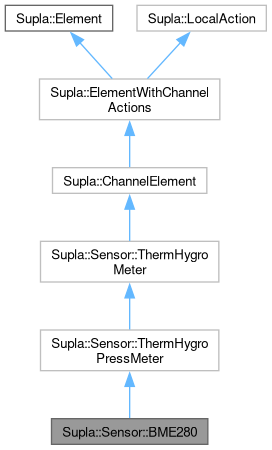 Supla::Element
Supla::LocalAction
Supla::ElementWithChannel
Actions
Supla::ChannelElement
Supla::Sensor::ThermHygro
Meter
Supla::Sensor::ThermHygro
PressMeter
Supla::Sensor::BME280